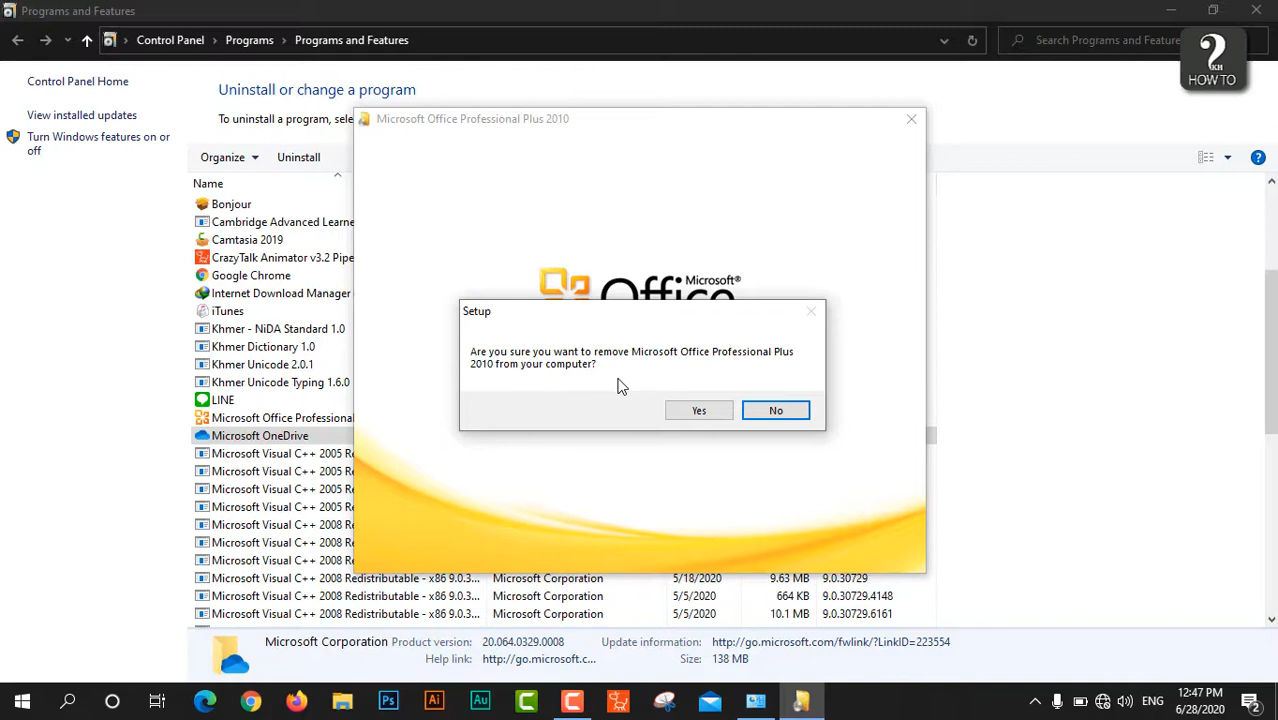 Programs and Features
Control Panel > Programs > Programs and Features
Search Programs and Feature
?
KH
HOW TO
Control Panel Home
View installed updates
Turn Windows features on or
off
Uninstall or change a program
To uninstall a program, sele
Organize
Uninstall
Name
Bonjour
Cambridge Advanced Learne
Camtasia 2019
CrazyTalk Animator v3.2 Pipe
Google Chrome
Internet Download Manager
iTunes
Khmer - NiDA Standard 1.0
Khmer Dictionary 1.0
Khmer Unicode 2.0.1
Khmer Unicode Typing 1.6.0
LINE
Microsoft Office Professional
Microsoft OneDrive
Microsoft Visual C++ 2005 Re
Microsoft Visual C++ 2005 Re
Microsoft Visual C++ 2005 Re
Microsoft Visual C++ 2005 Re
Microsoft Visual C++ 2008 Re
Microsoft Visual C++ 2008 Re
Microsoft Visual C++ 2008 Re
Microsoft Visual C++ 2008 Redistributable - x86 9.0.3... Microsoft Corporation 5/18/2020 9.63 MB 9.0.30729
Microsoft Visual C++ 2008 Redistributable - x86 9.0.3... Microsoft Corporation 5/5/2020 664 KB 9.0.30729.4148
Microsoft Visual C++ 2008 Redistributable - x86 9.0.3... Microsoft Corporation 5/5/2020 10.1 MB 9.0.30729.6161
Microsoft Office Professional Plus 2010
Microsoft®
Office
Setup
Are you sure you want to remove Microsoft Office Professional Plus
2010 from your computer?
Yes
No
Microsoft Corporation Product version: 20.064.0329.0008 Update information: http://go.microsoft.com/fwlink/?LinkID=223554
Help link: http://go.microsoft.c... Size: 138 MB
Ps
Ai
Au
ENG
12:47 PM
6/28/2020
2